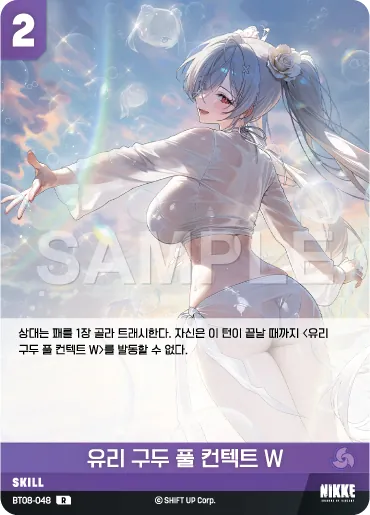 2
SAMPLE
상대는 패를 1장 골라 트래시한다. 자신은 이 턴이 끝날 때까지 <유리
구두 풀 컨텍트 W>를 발동할 수 없다.
유리 구두 풀 컨텍트 W
SKILL
BT08-048 R ⓒ SHIFT UP Corp.
NIKKE